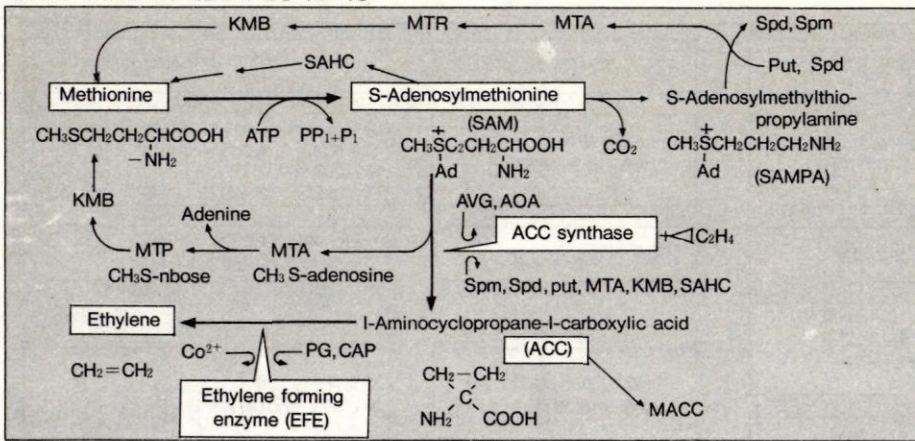 KMB MTR MTA Spd, Spm
SAHC Put, Spd
Methionine S-Adenosylmethionine S-Adenosylmethylthio-
(SAM) propylamine
CH3SCH2CH2CHCOOH ATP PP1+P1 CH3SC2CH2CHOOH CO2 CH3SCH2CH2CH2NH2
+ +
–NH2 Ad NH2 Ad (SAMPA)
KMB AVG, AOA
Adenine ACC synthase + C2H4
MTP MTA
CH3S-nbose CH3 S-adenosine
Spm, Spd, put, MTA, KMB, SAHC
Ethylene I-Aminocyclopropane-I-carboxylic acid
Co2+ PG, CAP (ACC)
CH2=CH2 CH2–CH2
Ethylene forming C
enzyme (EFE) NH2 COOH MACC